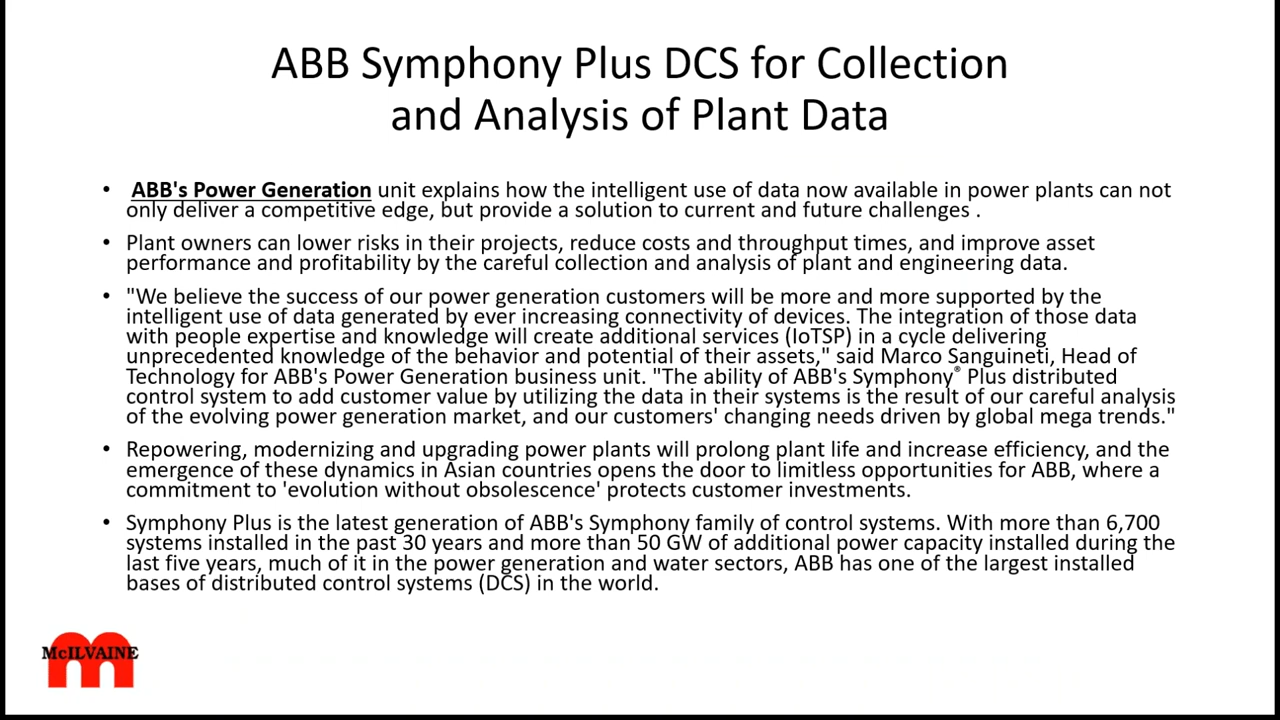 ABB Symphony Plus DCS for Collection
and Analysis of Plant Data
• ABB's Power Generation unit explains how the intelligent use of data now available in power plants can not
only deliver a competitive edge, but provide a solution to current and future challenges .
• Plant owners can lower risks in their projects, reduce costs and throughput times, and improve asset
performance and profitability by the careful collection and analysis of plant and engineering data.
• "We believe the success of our power generation customers will be more and more supported by the
intelligent use of data generated by ever increasing connectivity of devices. The integration of those data
with people expertise and knowledge will create additional services (IoTSP) in a cycle delivering
unprecedented knowledge of the behavior and potential of their assets," said Marco Sanguineti, Head of
Technology for ABB's Power Generation business unit. "The ability of ABB's Symphony® Plus distributed
control system to add customer value by utilizing the data in their systems is the result of our careful analysis
of the evolving power generation market, and our customers' changing needs driven by global mega trends."
• Repowering, modernizing and upgrading power plants will prolong plant life and increase efficiency, and the
emergence of these dynamics in Asian countries opens the door to limitless opportunities for ABB, where a
commitment to 'evolution without obsolescence' protects customer investments.
• Symphony Plus is the latest generation of ABB's Symphony family of control systems. With more than 6,700
systems installed in the past 30 years and more than 50 GW of additional power capacity installed during the
last five years, much of it in the power generation and water sectors, ABB has one of the largest installed
bases of distributed control systems (DCS) in the world.
McILVAINE